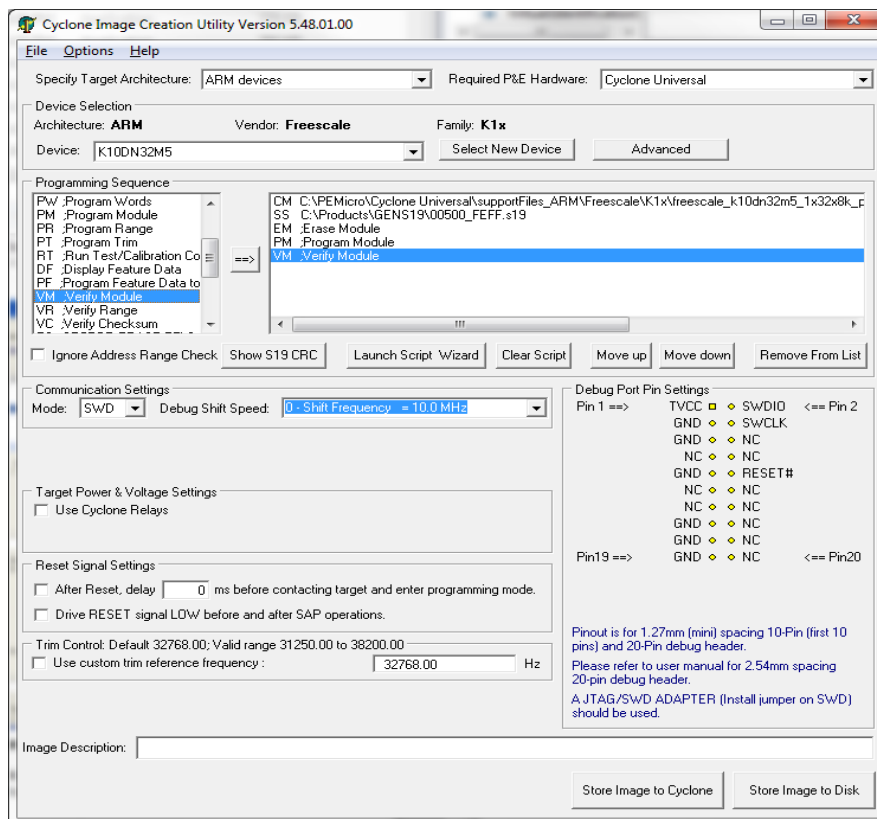 Cyclone Image Creation Utility Version 5.48.01.00
File Options Help
Specify Target Architecture: ARM devices Required P&E Hardware: Cyclone Universal
Device Selection
Architecture: ARM Vendor: Freescale Family: K1x
Device: K10DN32M5 Select New Device Advanced
Programming Sequence
PW ;Program Words
PM ;Program Module
PR ;Program Range
PT ;Program Trim
RT ;Run Test/Calibration Co
DF ;Display Feature Data
PF ;Program Feature Data to
VM ;Verify Module
VR ;Verify Range
VC ;Verify Checksum
==>
CM C:\PEMicro\Cyclone Universal\supportFiles_ARM\Freescale\K1x\freescale_k10dn32m5_1x32x8k_p
SS C:\Products\GENS19\00500_FEFF.s19
EM ;Erase Module
PM ;Program Module
VM ;Verify Module
Ignore Address Range Check Show S19 CRC Launch Script Wizard Clear Script Move up Move down Remove From List
Communication Settings
Mode: SWD Debug Shift Speed: 0 - Shift Frequency = 10.0 MHz
Target Power & Voltage Settings
Use Cyclone Relays
Reset Signal Settings
After Reset, delay 0 ms before contacting target and enter programming mode.
Drive RESET signal LOW before and after SAP operations.
Trim Control: Default 32768.00; Valid range 31250.00 to 38200.00
Use custom trim reference frequency : 32768.00 Hz
Debug Port Pin Settings
Pin 1 ==> TVCC SWDIO <== Pin 2
GND SWCLK
GND NC
NC NC
GND RESET#
NC NC
NC NC
GND NC
GND NC
Pin19 ==> GND NC <== Pin20
Pinout is for 1.27mm (mini) spacing 10-Pin (first 10
pins) and 20-Pin debug header.
Please refer to user manual for 2.54mm spacing
20-pin debug header.
A JTAG/SWD ADAPTER (Install jumper on SWD)
should be used.
Image Description:
Store Image to Cyclone Store Image to Disk